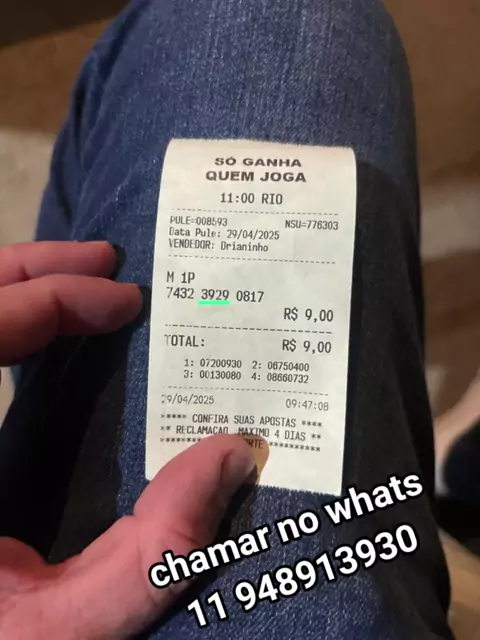 SÓ GANHA
QUEM JOGA
11:00 RIO
PULE=008593 NSU=776303
Data Pule: 29/04/2025
VENDEDOR: Drianinho
M 1P
7432 3929 0817
R$ 9,00
TOTAL: R$ 9,00
1: 07200930 2: 06750400
3: 00130080 4: 08660732
29/04/2025 09:47:08
***** CONFIRA SUAS APOSTAS ****
** RECLAMACAO MAXIMO 4 DIAS **
chamar no whats
11 948913930